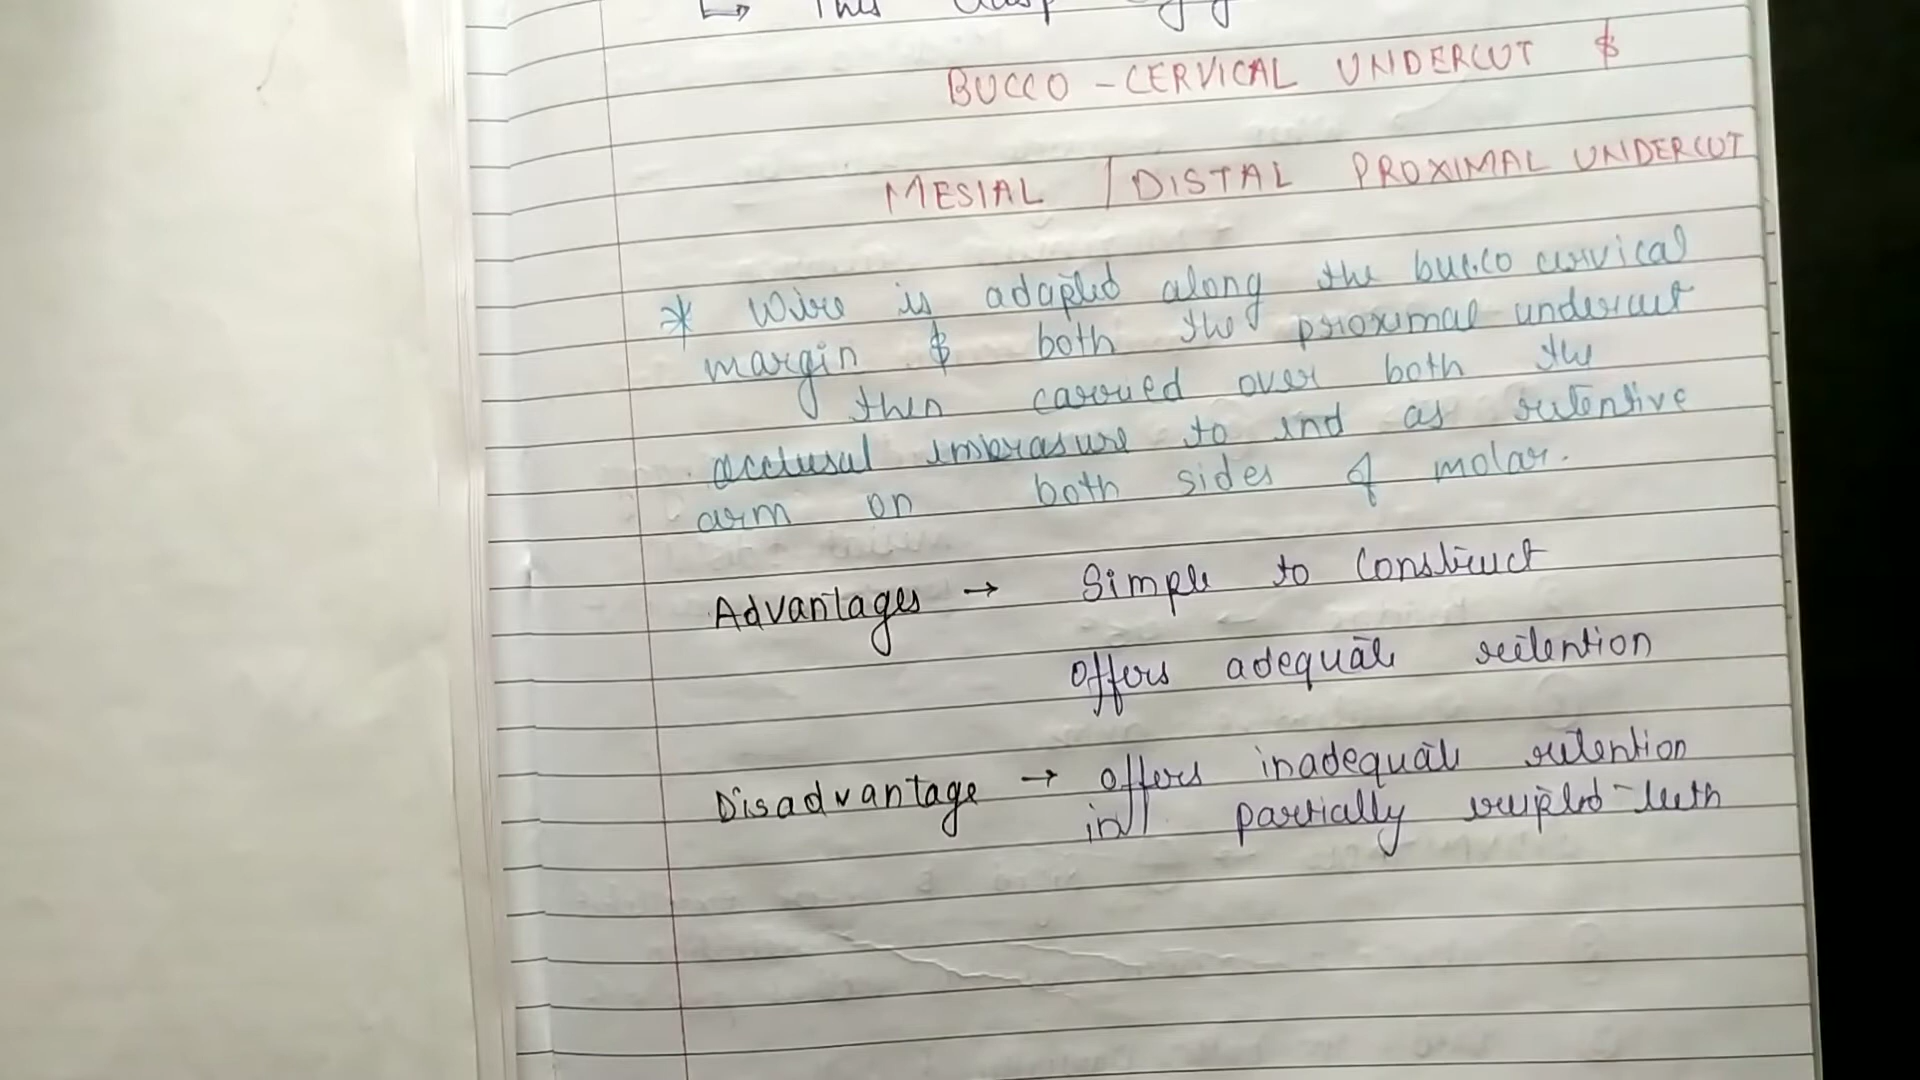 ↳ This clasp
BUCCO - CERVICAL UNDERCUT &
MESIAL / DISTAL PROXIMAL UNDERCUT
* Wire is adapted along the bucco cervical
margin & both the proximal undercut
then carried over both the
occlusal embrasure to end as retentive
arm on both sides of molar.
Advantages → Simple to construct
offers adequate retention
Disadvantage → offers inadequate retention
in partially erupted teeth